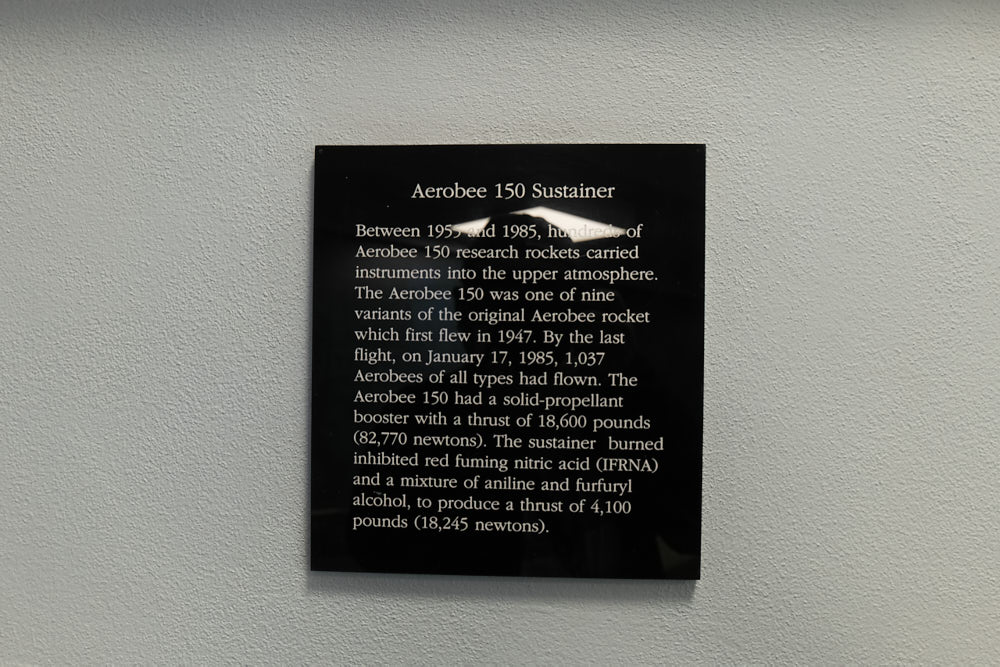 Aerobee 150 Sustainer
Between 1955 and 1985, hundreds of
Aerobee 150 research rockets carried
instruments into the upper atmosphere.
The Aerobee 150 was one of nine
variants of the original Aerobee rocket
which first flew in 1947. By the last
flight, on January 17, 1985, 1,037
Aerobees of all types had flown. The
Aerobee 150 had a solid-propellant
booster with a thrust of 18,600 pounds
(82,770 newtons). The sustainer  burned
inhibited red fuming nitric acid (IFRNA)
and a mixture of aniline and furfuryl
alcohol, to produce a thrust of 4,100
pounds (18,245 newtons).